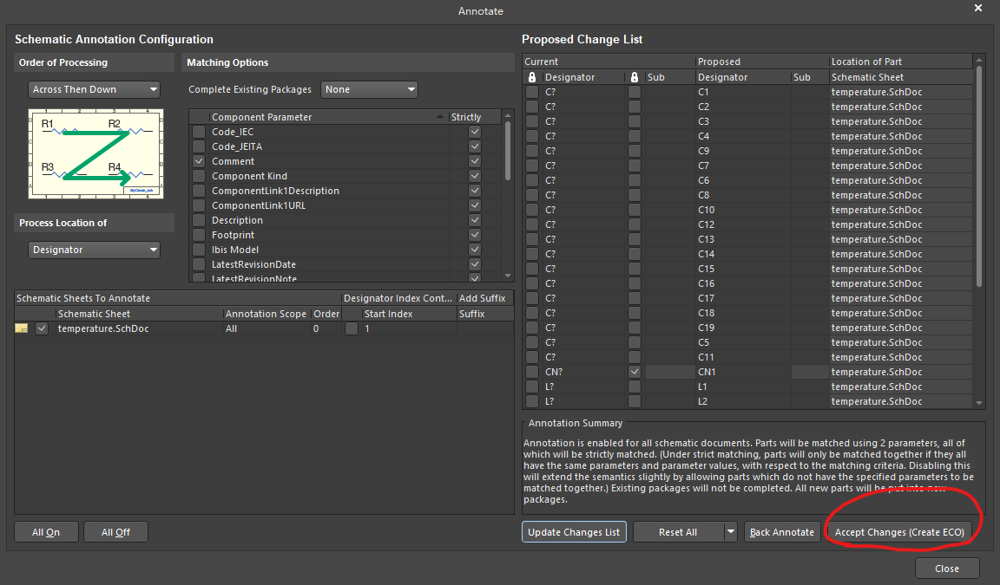 Annotate
Schematic Annotation Configuration
Order of Processing
Across Then Down
R1 R2
R3 R4
Process Location of
Designator
Matching Options
Complete Existing Packages None
Component Parameter Strictly
Code_IEC
Code_JEITA
Comment
Component Kind
ComponentLink1Description
ComponentLink1URL
Description
Footprint
Ibis Model
LatestRevisionDate
LatestRevisionNote
Schematic Sheets To Annotate Designator Index Cont... Add Suffix
Schematic Sheet Annotation Scope Order Start Index Suffix
temperature.SchDoc All 0 1
All On All Off
Proposed Change List
Current Proposed Location of Part
Designator Sub Designator Sub Schematic Sheet
C? C1 temperature.SchDoc
C? C2 temperature.SchDoc
C? C3 temperature.SchDoc
C? C4 temperature.SchDoc
C? C9 temperature.SchDoc
C? C7 temperature.SchDoc
C? C6 temperature.SchDoc
C? C8 temperature.SchDoc
C? C10 temperature.SchDoc
C? C12 temperature.SchDoc
C? C13 temperature.SchDoc
C? C14 temperature.SchDoc
C? C15 temperature.SchDoc
C? C16 temperature.SchDoc
C? C17 temperature.SchDoc
C? C18 temperature.SchDoc
C? C19 temperature.SchDoc
C? C5 temperature.SchDoc
C? C11 temperature.SchDoc
CN? CN1 temperature.SchDoc
L? L1 temperature.SchDoc
L? L2 temperature.SchDoc
Annotation Summary
Annotation is enabled for all schematic documents. Parts will be matched using 2 parameters, all of
which will be strictly matched. (Under strict matching, parts will only be matched together if they all
have the same parameters and parameter values, with respect to the matching criteria. Disabling this
will extend the semantics slightly by allowing parts which do not have the specified parameters to be
matched together.) Existing packages will not be completed. All new parts will be put into new
packages.
Update Changes List Reset All Back Annotate Accept Changes (Create ECO)
Close